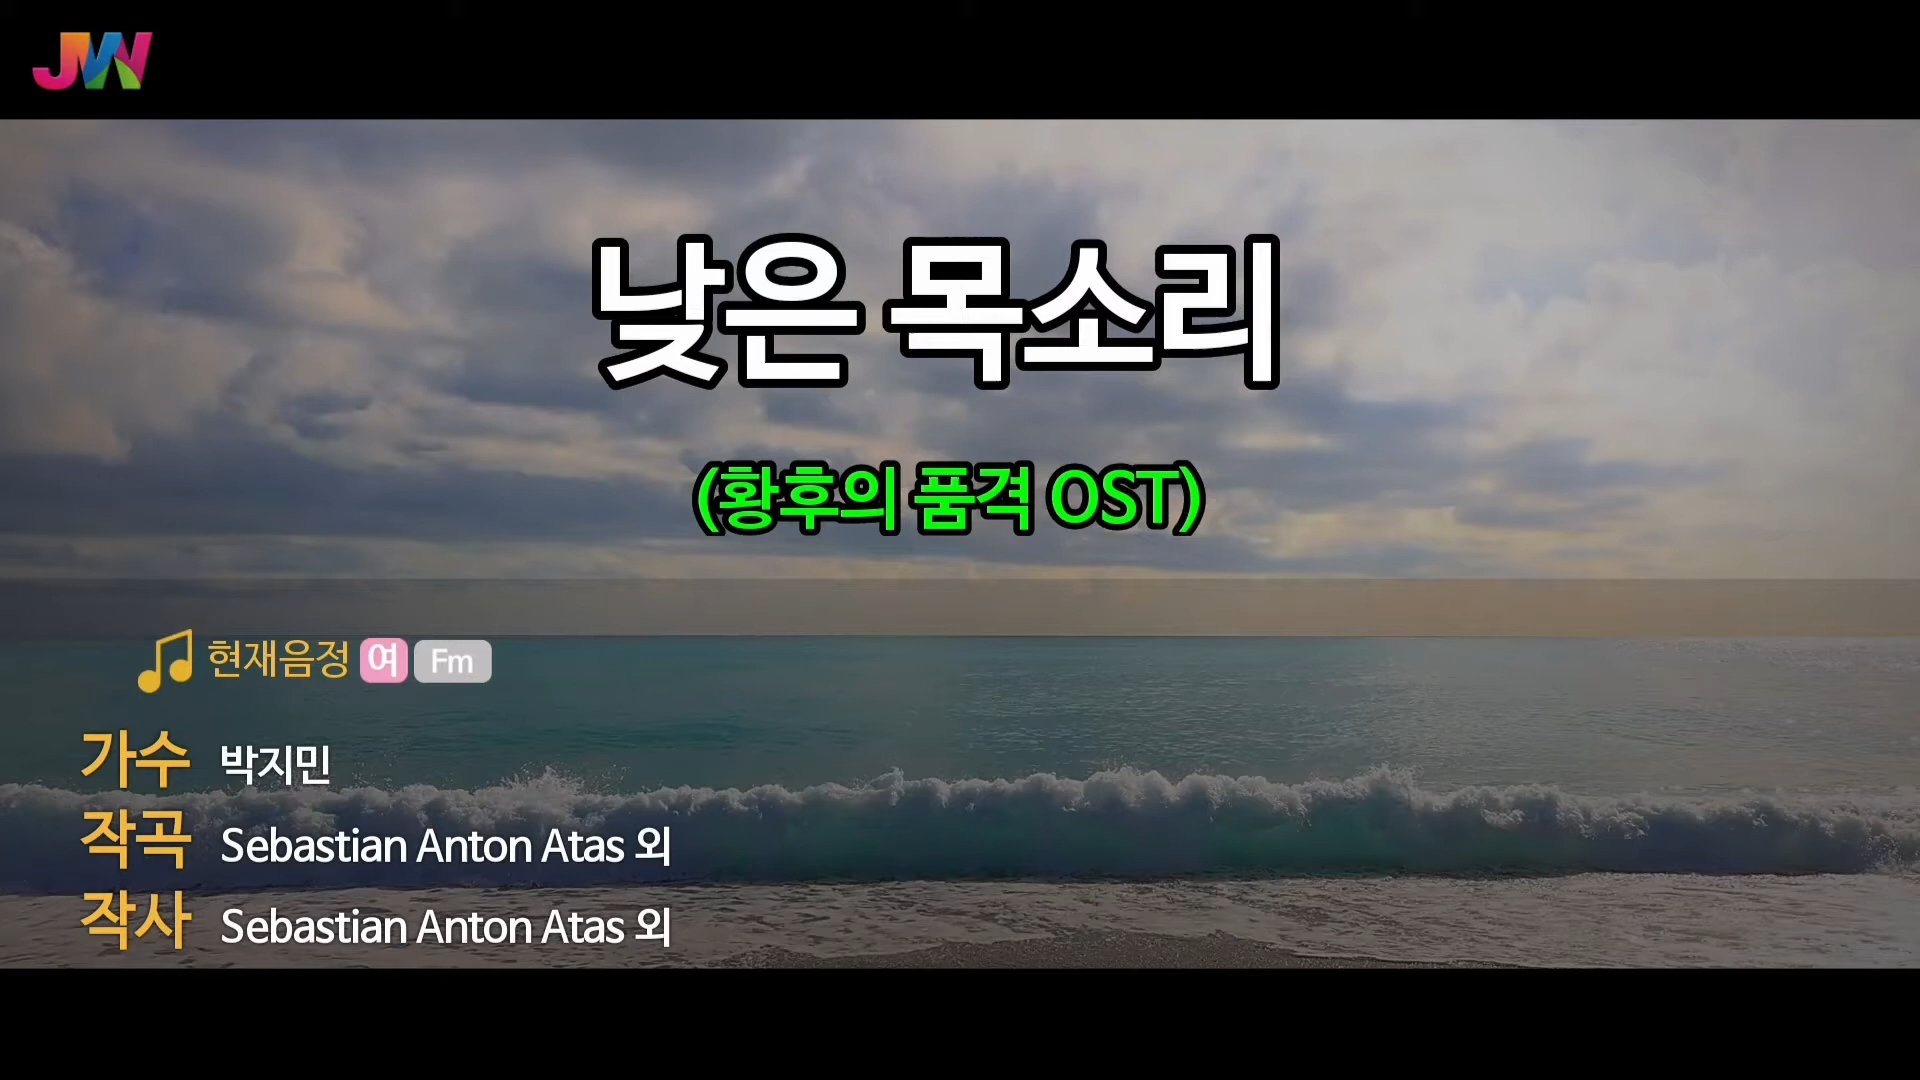 JW
낮은 목소리
(황후의 품격 OST)
현재음정 여 Fm
가수 박지민
작곡 Sebastian Anton Atas 외
작사 Sebastian Anton Atas 외